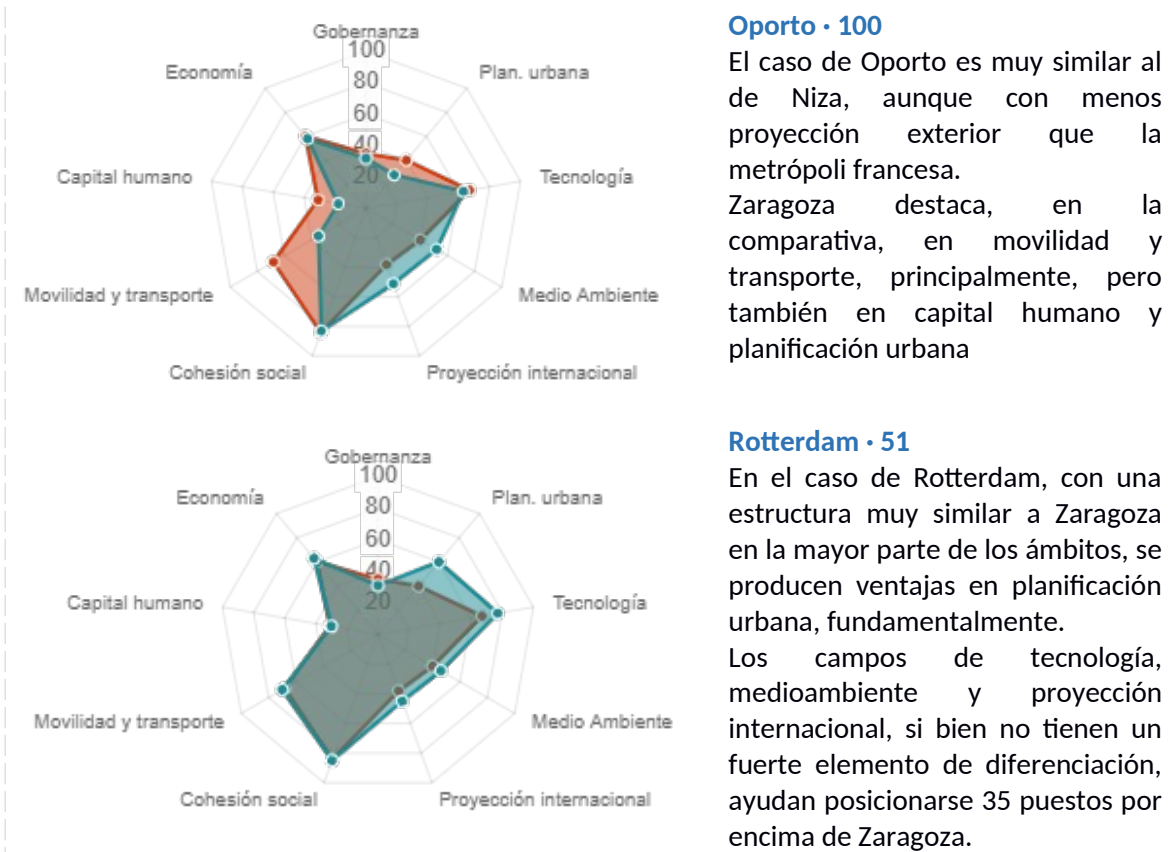 Gobernanza
100
Economía
Plan. urbana
80
60
40
20
Capital humano
Tecnología
Movilidad y transporte
Medio Ambiente
Cohesión social
Proyección internacional
Oporto · 100
El caso de Oporto es muy similar al
de Niza, aunque con menos
proyección exterior que la
metrópoli francesa.
Zaragoza destaca, en la
comparativa, en movilidad y
transporte, principalmente, pero
también en capital humano y
planificación urbana
Gobernanza
100
Economía
Plan. urbana
80
60
40
20
Capital humano
Tecnología
Movilidad y transporte
Medio Ambiente
Cohesión social
Proyección internacional
Rotterdam · 51
En el caso de Rotterdam, con una
estructura muy similar a Zaragoza
en la mayor parte de los ámbitos, se
producen ventajas en planificación
urbana, fundamentalmente.
Los campos de tecnología,
medioambiente y proyección
internacional, si bien no tienen un
fuerte elemento de diferenciación,
ayudan posicionarse 35 puestos por
encima de Zaragoza.